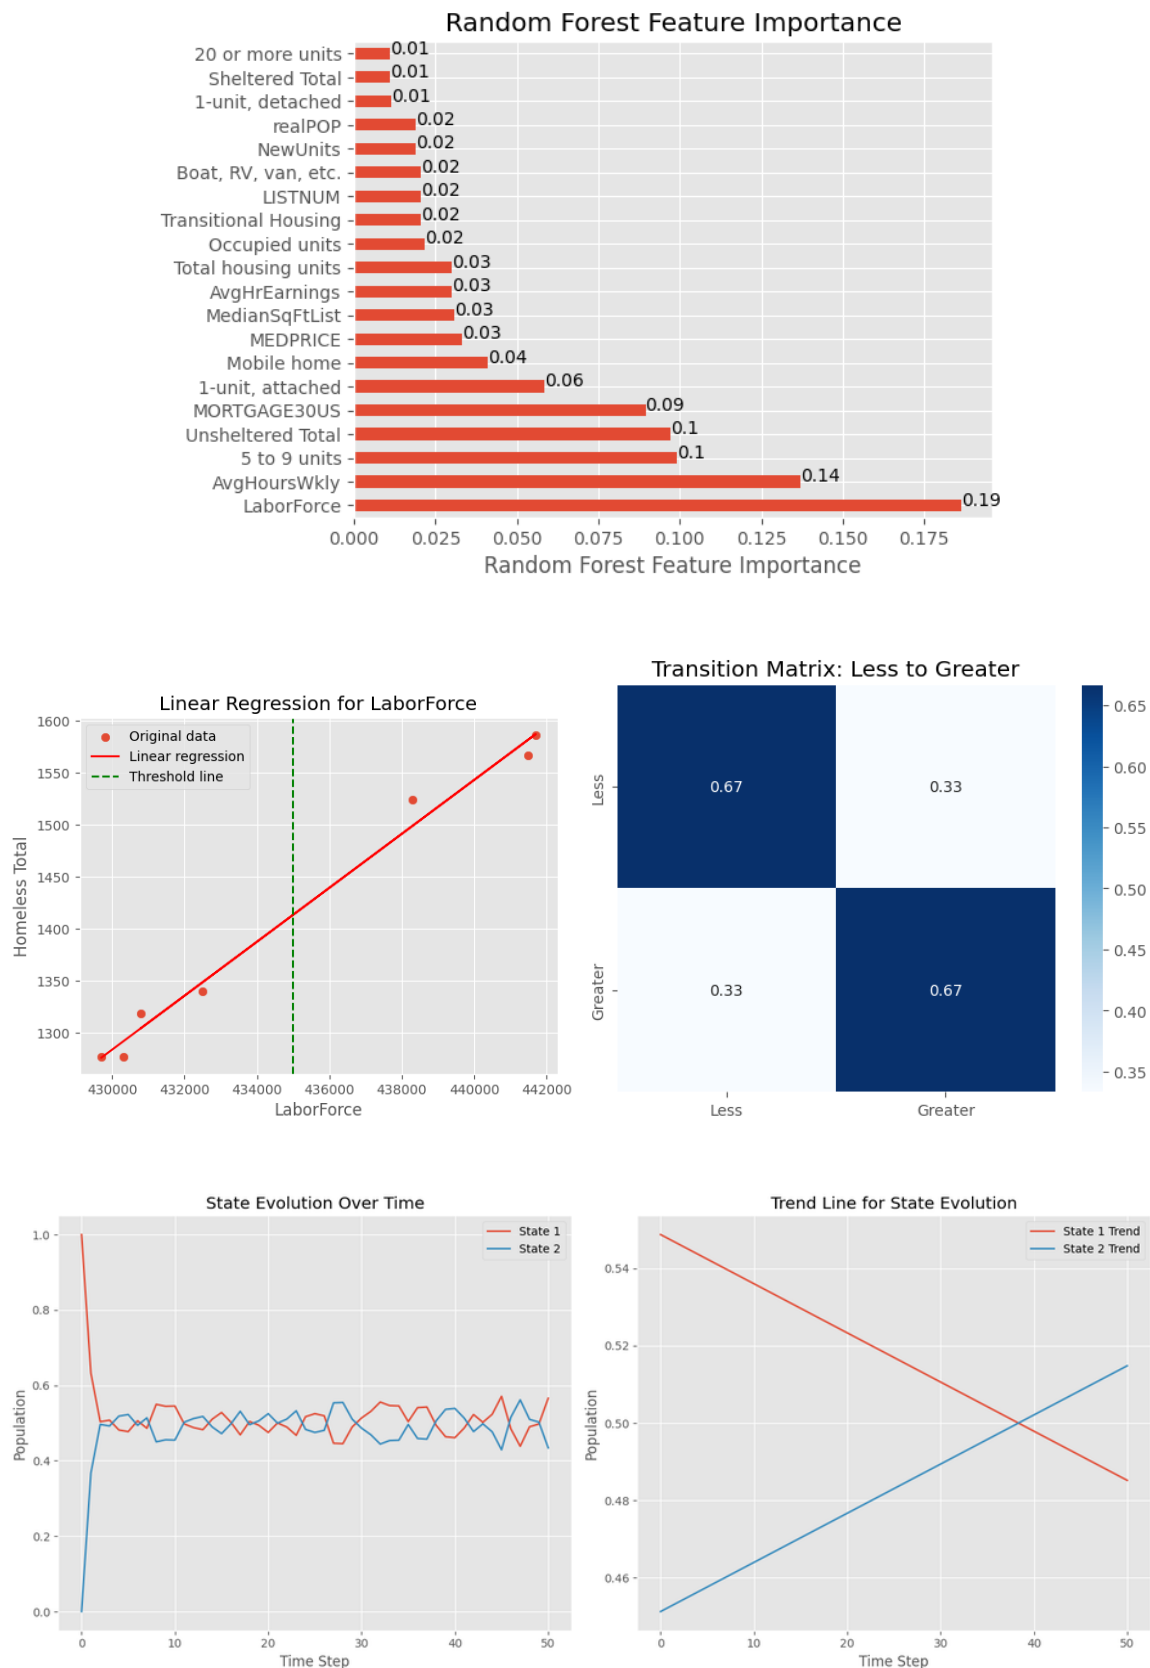 Random Forest Feature Importance
20 or more units 0.01
Sheltered Total 0.01
1-unit, detached 0.01
realPOP 0.02
NewUnits 0.02
Boat, RV, van, etc. 0.02
LISTNUM 0.02
Transitional Housing 0.02
Occupied units 0.02
Total housing units 0.03
AvgHrEarnings 0.03
MedianSqFtList 0.03
MEDPRICE 0.03
Mobile home 0.04
1-unit, attached 0.06
MORTGAGE30US 0.09
Unsheltered Total 0.1
5 to 9 units 0.1
AvgHoursWkly 0.14
LaborForce 0.19
0.000 0.025 0.050 0.075 0.100 0.125 0.150 0.175
Random Forest Feature Importance
Linear Regression for LaborForce
Original data
Linear regression
Threshold line
Homeless Total
1600
1550
1500
1450
1400
1350
1300
430000 432000 434000 436000 438000 440000 442000
LaborForce
Transition Matrix: Less to Greater
Less
0.67 0.33
Greater
0.33 0.67
Less Greater
0.65
0.60
0.55
0.50
0.45
0.40
0.35
State Evolution Over Time
State 1
State 2
Population
1.0
0.8
0.6
0.4
0.2
0.0
0 10 20 30 40 50
Time Step
Trend Line for State Evolution
State 1 Trend
State 2 Trend
Population
0.54
0.52
0.50
0.48
0.46
0 10 20 30 40 50
Time Step